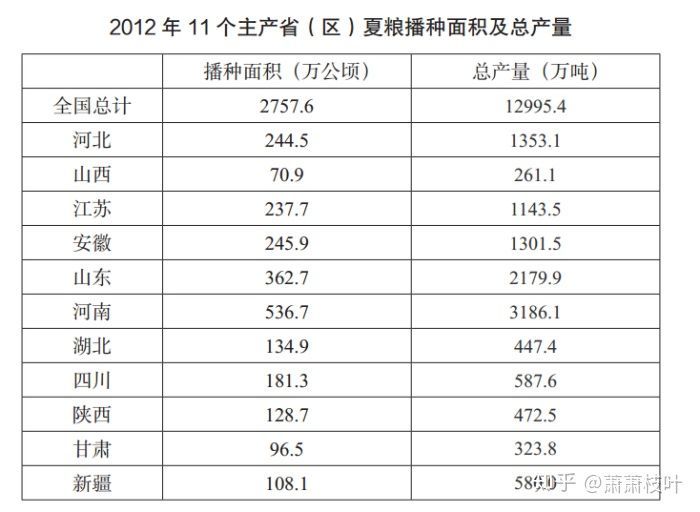 2012 年 11 个主产省（区）夏粮播种面积及总产量
播种面积（万公顷） 总产量（万吨）
全国总计 2757.6 12995.4
河北 244.5 1353.1
山西 70.9 261.1
江苏 237.7 1143.5
安徽 245.9 1301.5
山东 362.7 2179.9
河南 536.7 3186.1
湖北 134.9 447.4
四川 181.3 587.6
陕西 128.7 472.5
甘肃 96.5 323.8
新疆 108.1
知乎 @萧萧枝叶